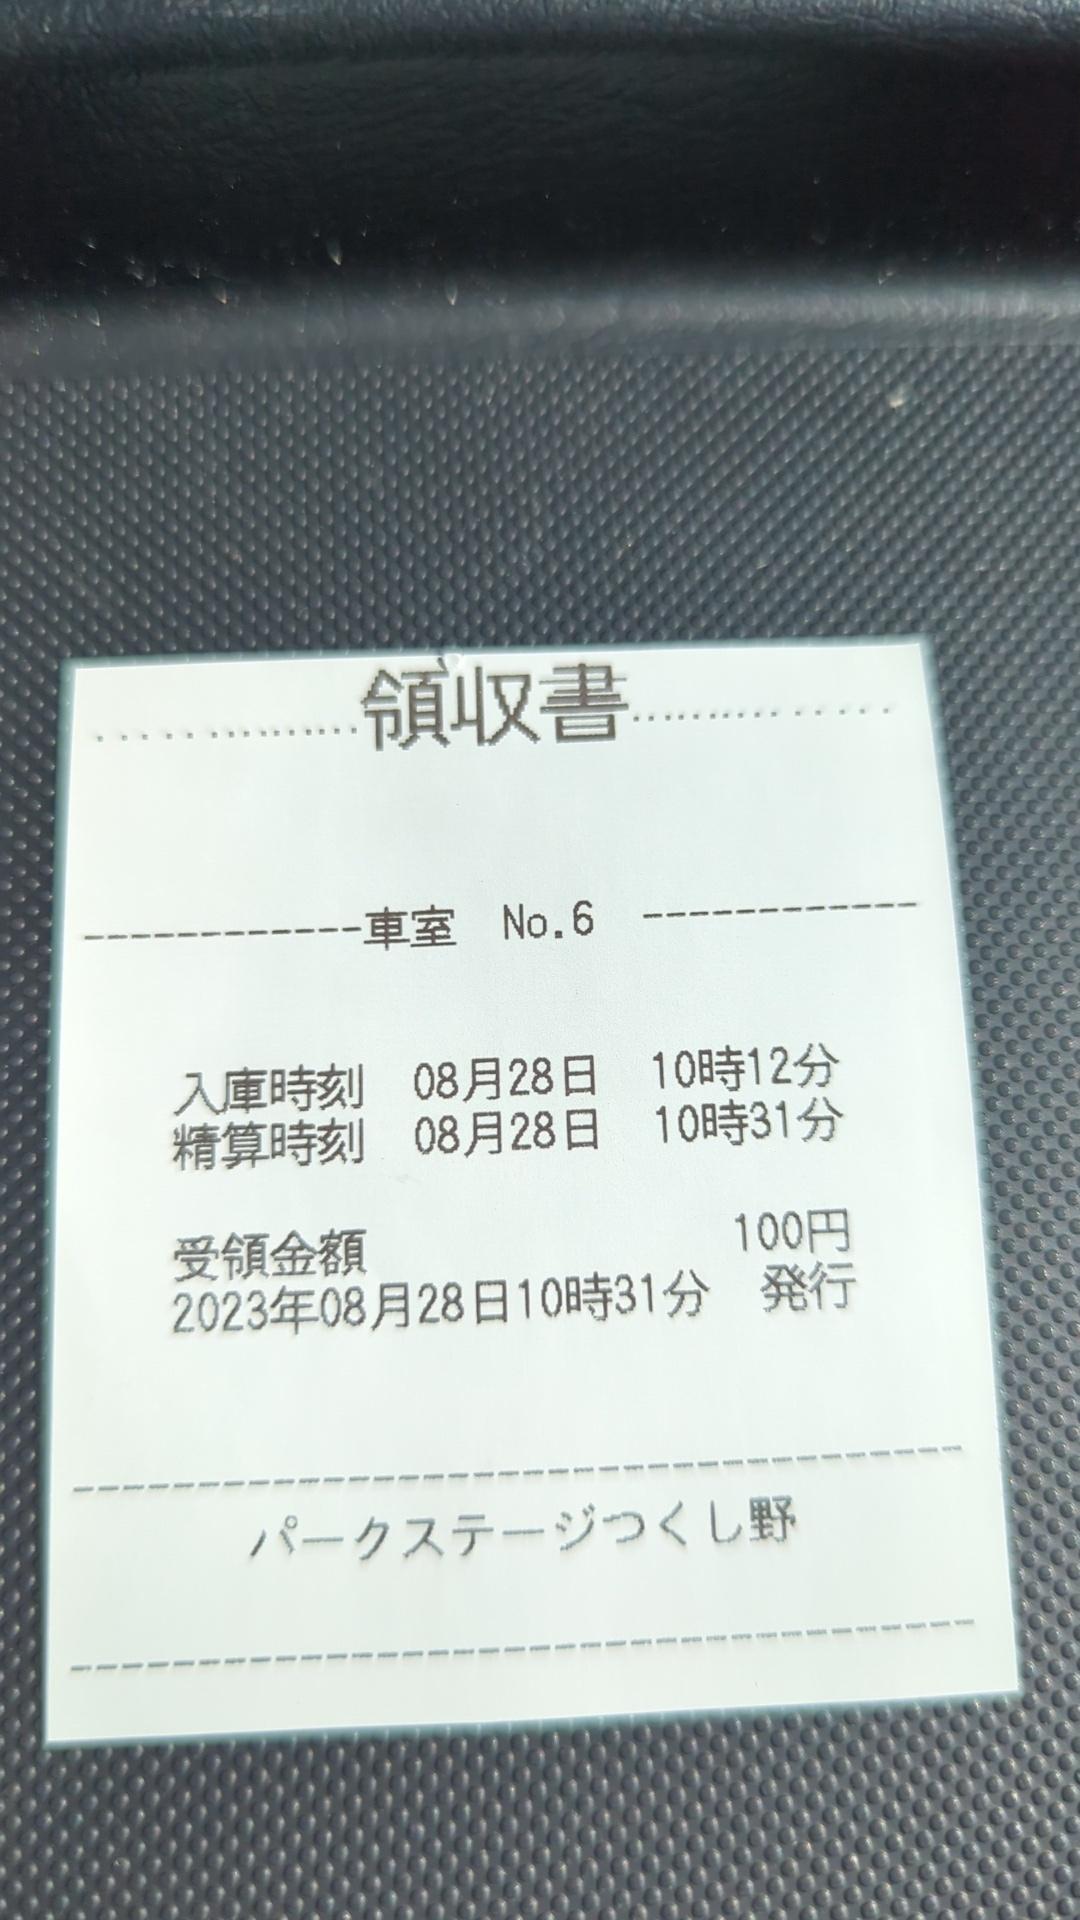 領収書
車室 No.6
入庫時刻 08月28日 10時12分
精算時刻 08月28日 10時31分
受領金額 100円
2023年08月28日10時31分 発行
パークステージつくし野